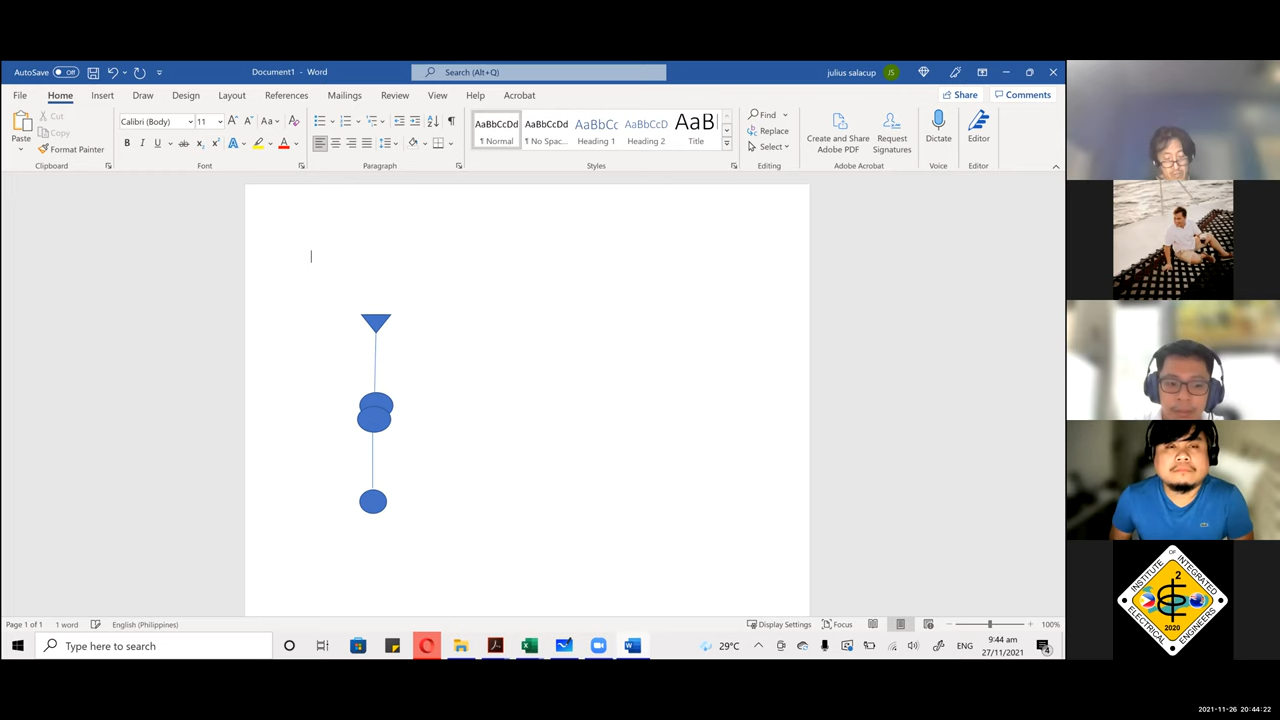 AutoSave Off
Document1 - Word
Search (Alt+Q)
julius salacup JS
File Home Insert Draw Design Layout References Mailings Review View Help Acrobat
Share Comments
Paste
Cut
Copy
Format Painter
Clipboard
Calibri (Body) 11
Font
Paragraph
AaBbCcDd AaBbCcDd AaBbCc AaBbCcD AaB
¶ Normal ¶ No Spac... Heading 1 Heading 2 Title
Styles
Find
Replace
Select
Editing
Create and Share
Adobe PDF
Request
Signatures
Adobe Acrobat
Dictate
Voice
Editor
Editor
Page 1 of 1 1 word English (Philippines)
Display Settings Focus 100%
Type here to search
29°C
ENG
9:44 am
27/11/2021
4
INSTITUTE OF INTEGRATED
ELECTRICAL ENGINEERS
2
2020
2021-11-26 20:44:22